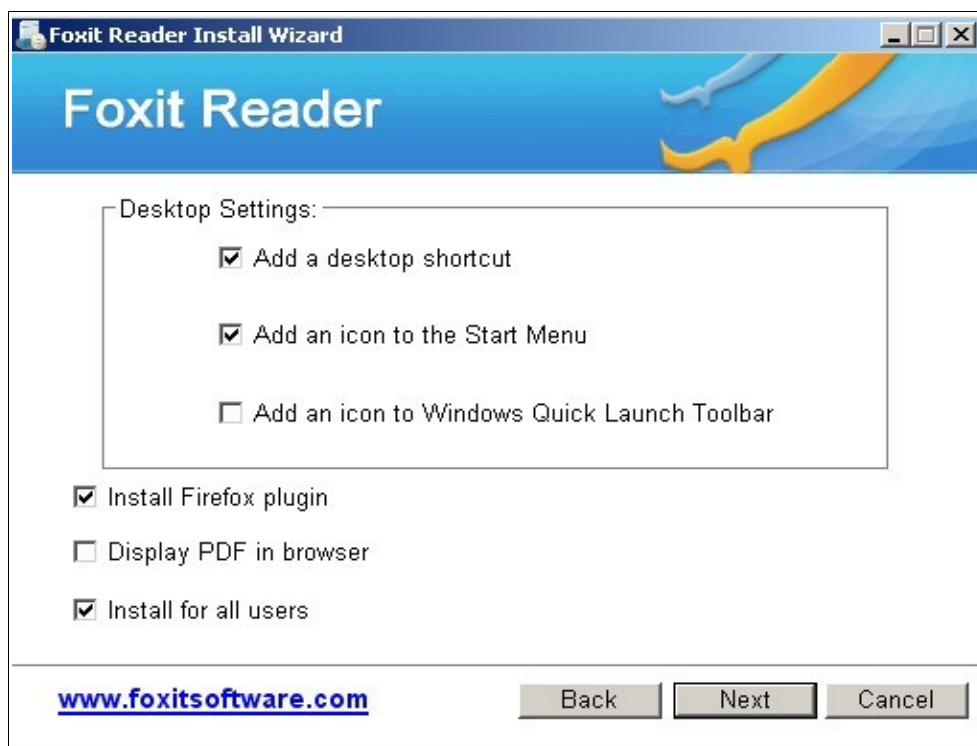 Foxit Reader Install Wizard
Foxit Reader
Desktop Settings:
Add a desktop shortcut
Add an icon to the Start Menu
Add an icon to Windows Quick Launch Toolbar
Install Firefox plugin
Display PDF in browser
Install for all users
www.foxitsoftware.com Back Next Cancel